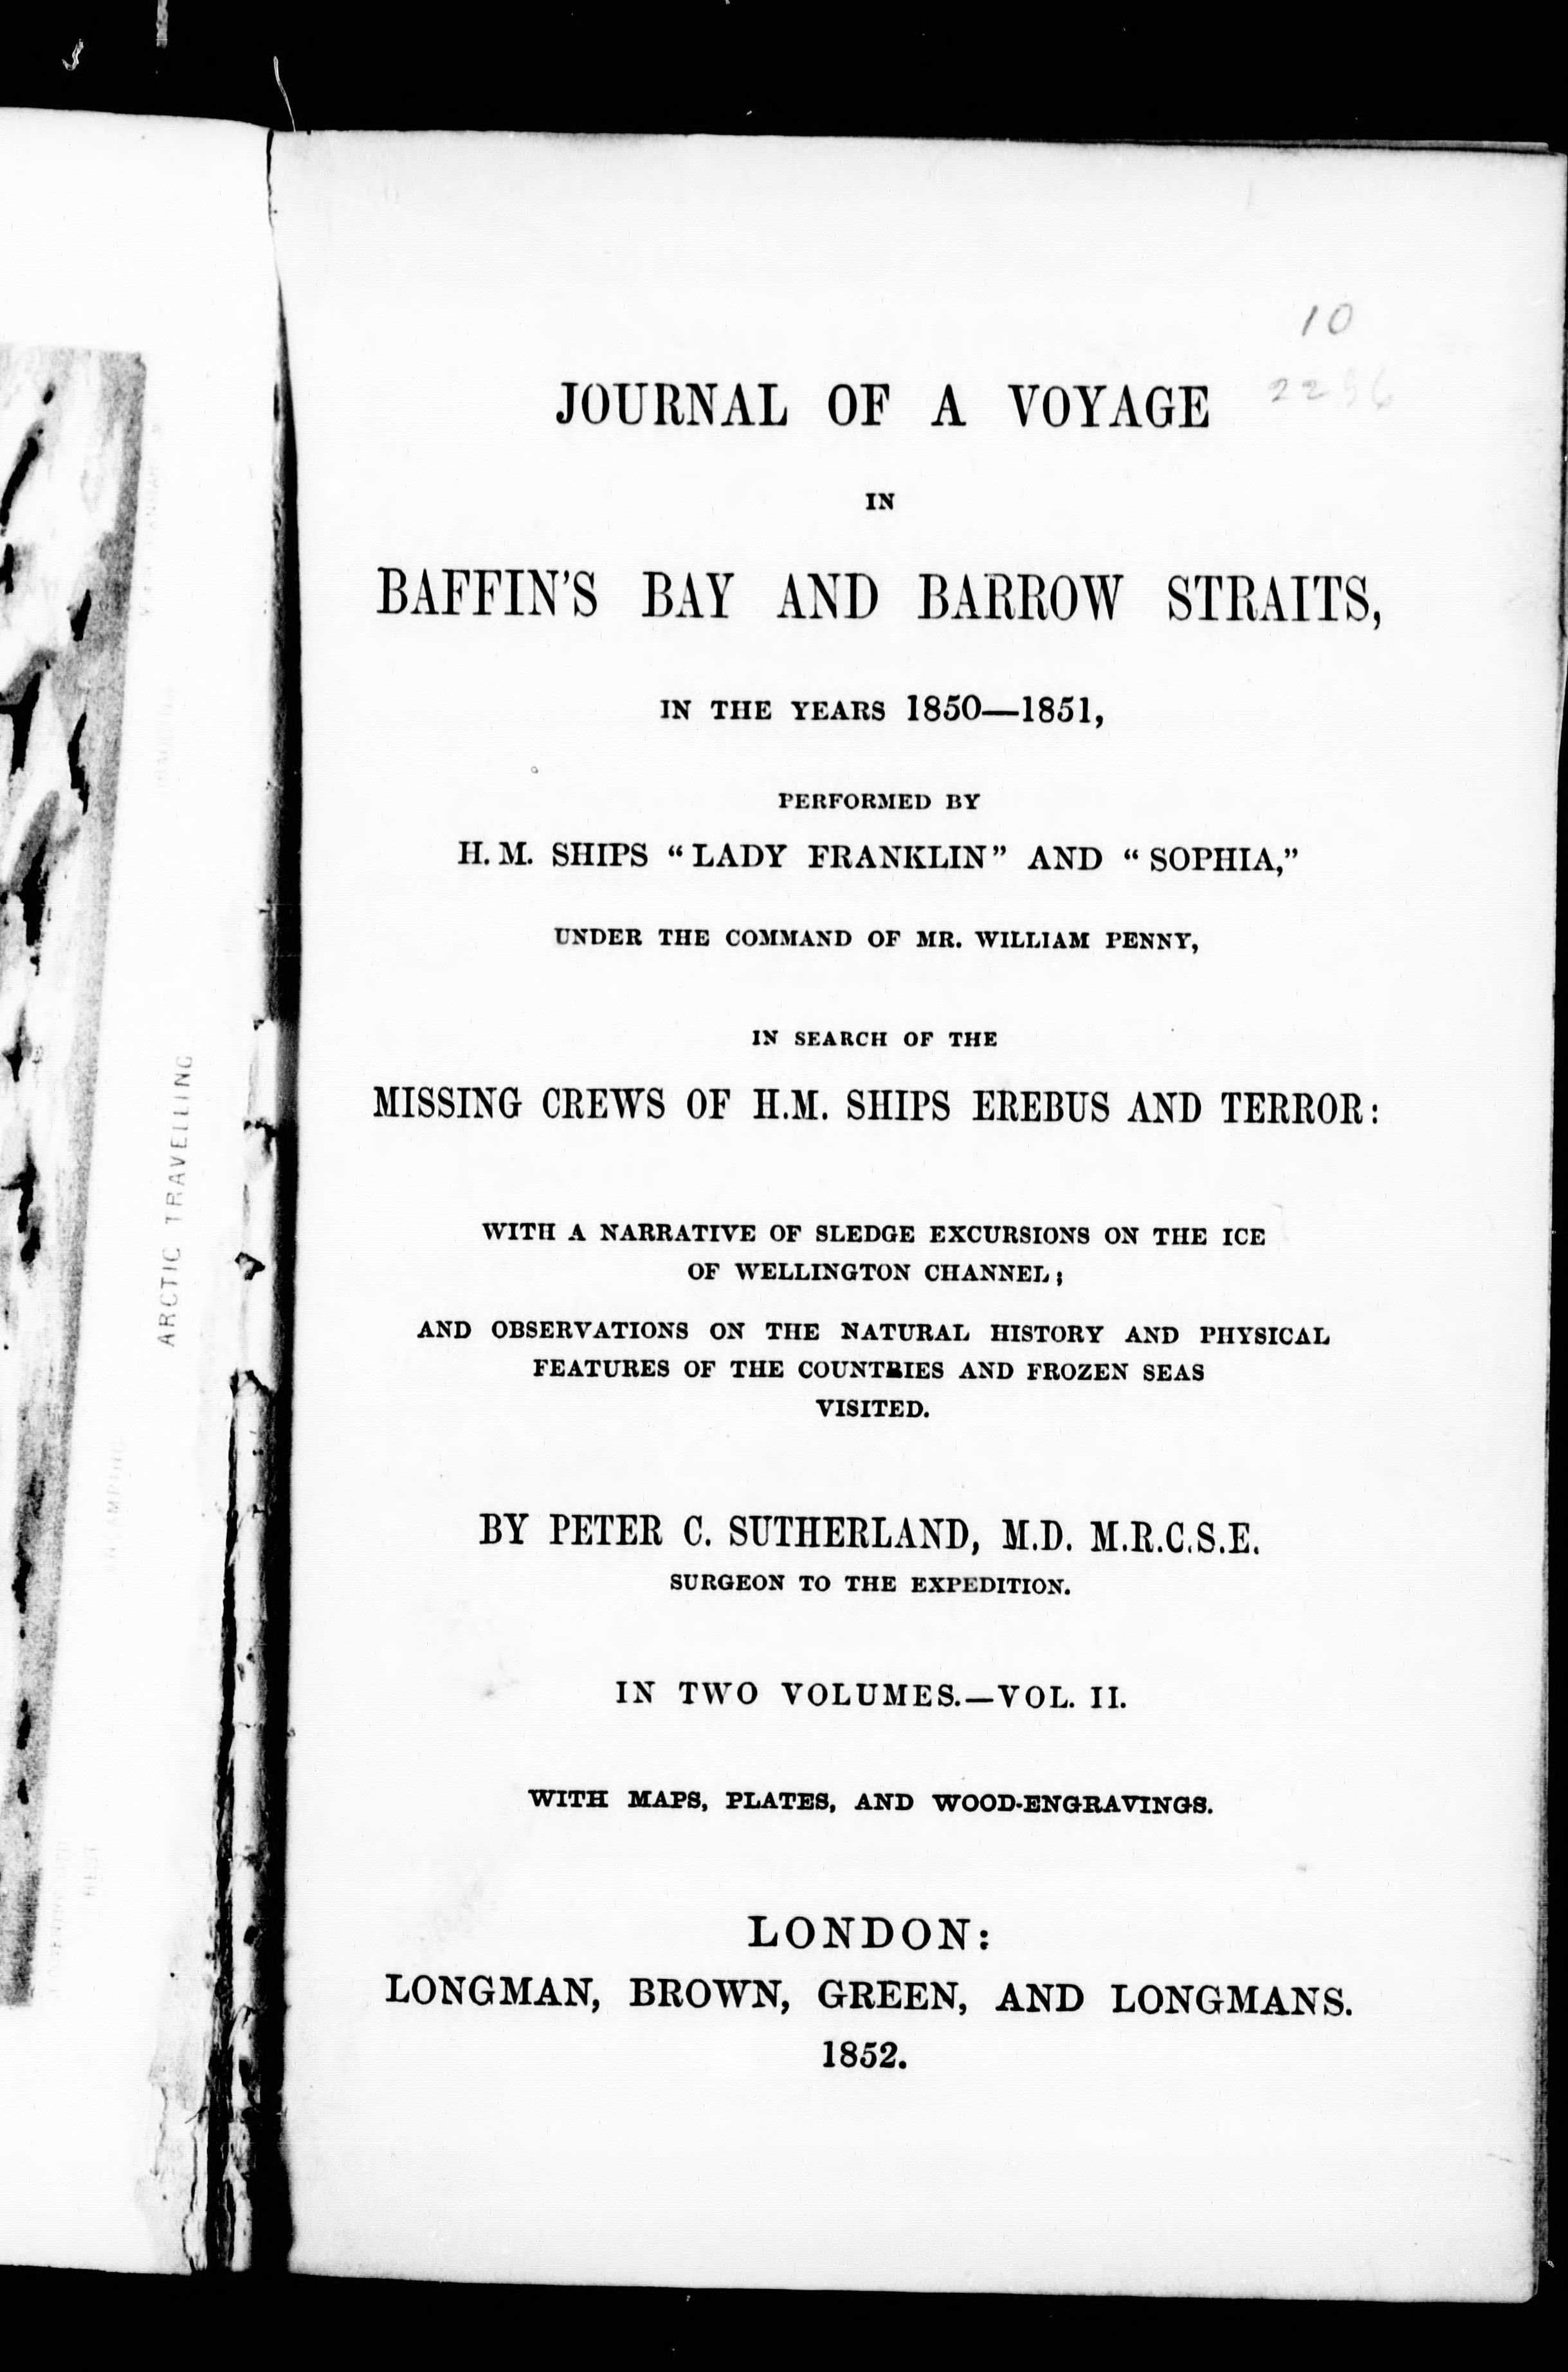 ARCTIC TRAVELLING
10
JOURNAL OF A VOYAGE
IN
BAFFIN'S BAY AND BARROW STRAITS,
IN THE YEARS 1850—1851,
PERFORMED BY
H. M. SHIPS "LADY FRANKLIN" AND "SOPHIA,"
UNDER THE COMMAND OF MR. WILLIAM PENNY,
IN SEARCH OF THE
MISSING CREWS OF H.M. SHIPS EREBUS AND TERROR:
WITH A NARRATIVE OF SLEDGE EXCURSIONS ON THE ICE
OF WELLINGTON CHANNEL;
AND OBSERVATIONS ON THE NATURAL HISTORY AND PHYSICAL
FEATURES OF THE COUNTRIES AND FROZEN SEAS
VISITED.
BY PETER C. SUTHERLAND, M.D. M.R.C.S.E.
SURGEON TO THE EXPEDITION.
IN TWO VOLUMES.—VOL. II.
WITH MAPS, PLATES, AND WOOD-ENGRAVINGS.
LONDON:
LONGMAN, BROWN, GREEN, AND LONGMANS.
1852.